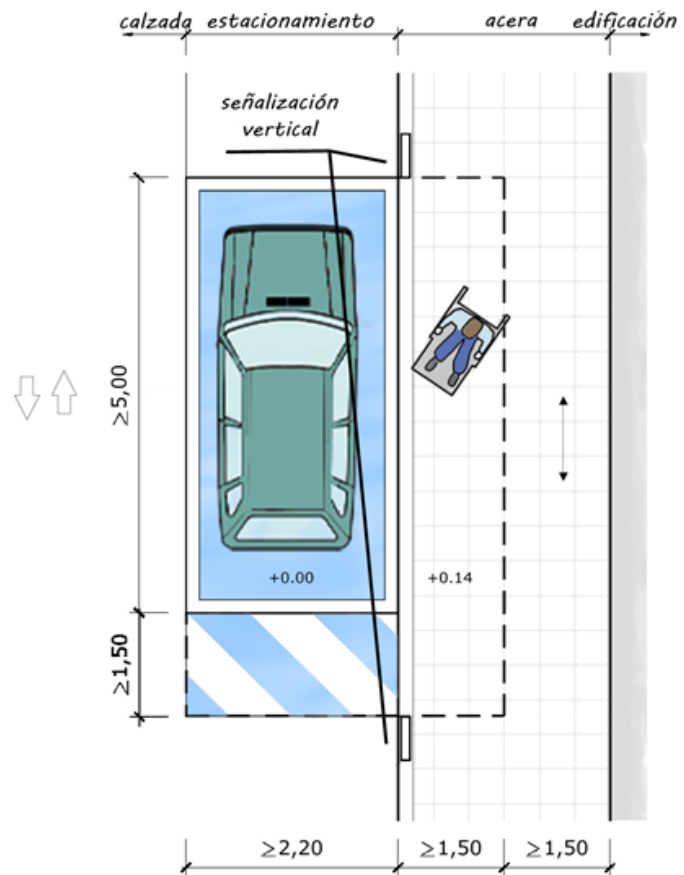 calzada estacionamiento acera edificación
señalización
vertical
≥5,00
+0.00 +0.14
≥1,50
≥2,20 ≥1,50 ≥1,50